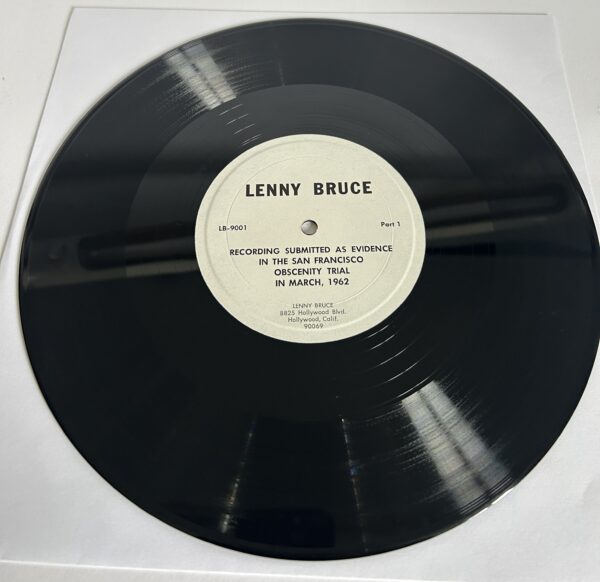 LENNY BRUCE
LB-9001 Part 1
RECORDING SUBMITTED AS EVIDENCE
IN THE SAN FRANCISCO
OBSCENITY TRIAL
IN MARCH, 1962
LENNY BRUCE
8825 Hollywood Blvd.
Hollywood, Calif.
90069